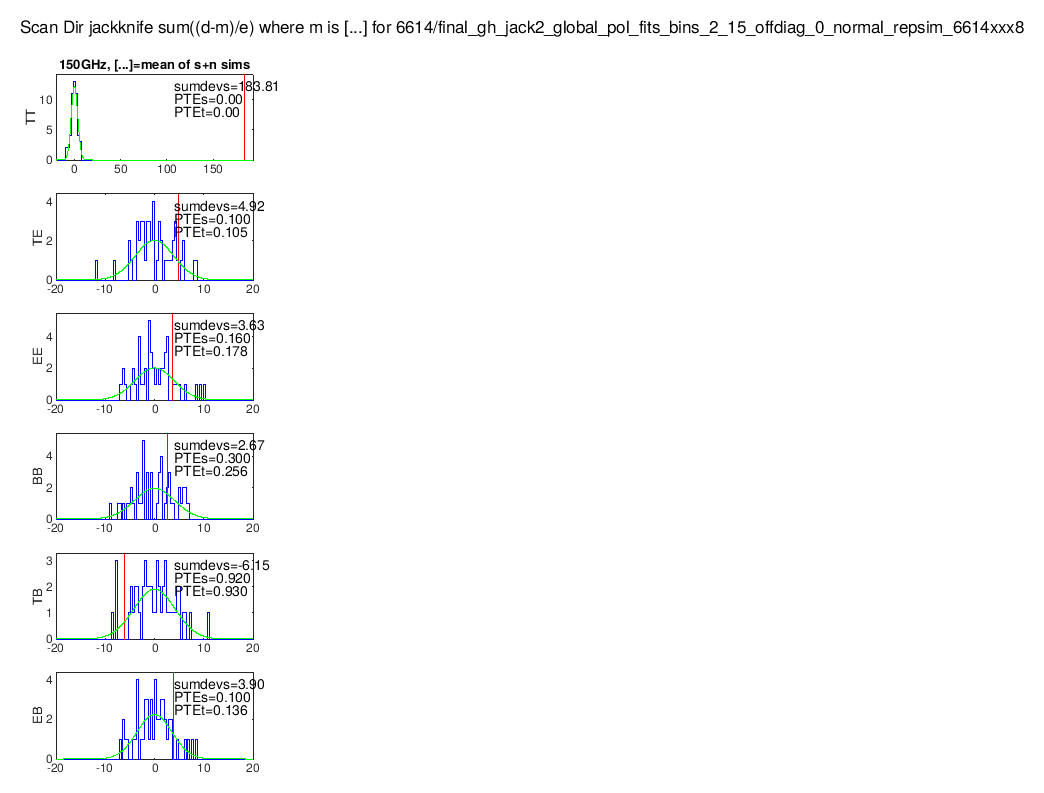 Scan Dir jackknife sum((d-m)/e) where m is [...] for 6614/final_gh_jack2_global_pol_fits_bins_2_15_offdiag_0_normal_repsim_6614xxx8
150GHz, [...]=mean of s+n sims
sumdevs=183.81
PTEs=0.00
PTEt=0.00
TT
10
5
0
0 50 100 150
sumdevs=4.92
PTEs=0.100
PTEt=0.105
TE
4
2
0
-20 -10 0 10 20
sumdevs=3.63
PTEs=0.160
PTEt=0.178
EE
4
2
0
-20 -10 0 10 20
sumdevs=2.67
PTEs=0.300
PTEt=0.256
BB
4
2
0
-20 -10 0 10 20
sumdevs=-6.15
PTEs=0.920
PTEt=0.930
TB
3
2
1
0
-20 -10 0 10 20
sumdevs=3.90
PTEs=0.100
PTEt=0.136
EB
4
2
0
-20 -10 0 10 20